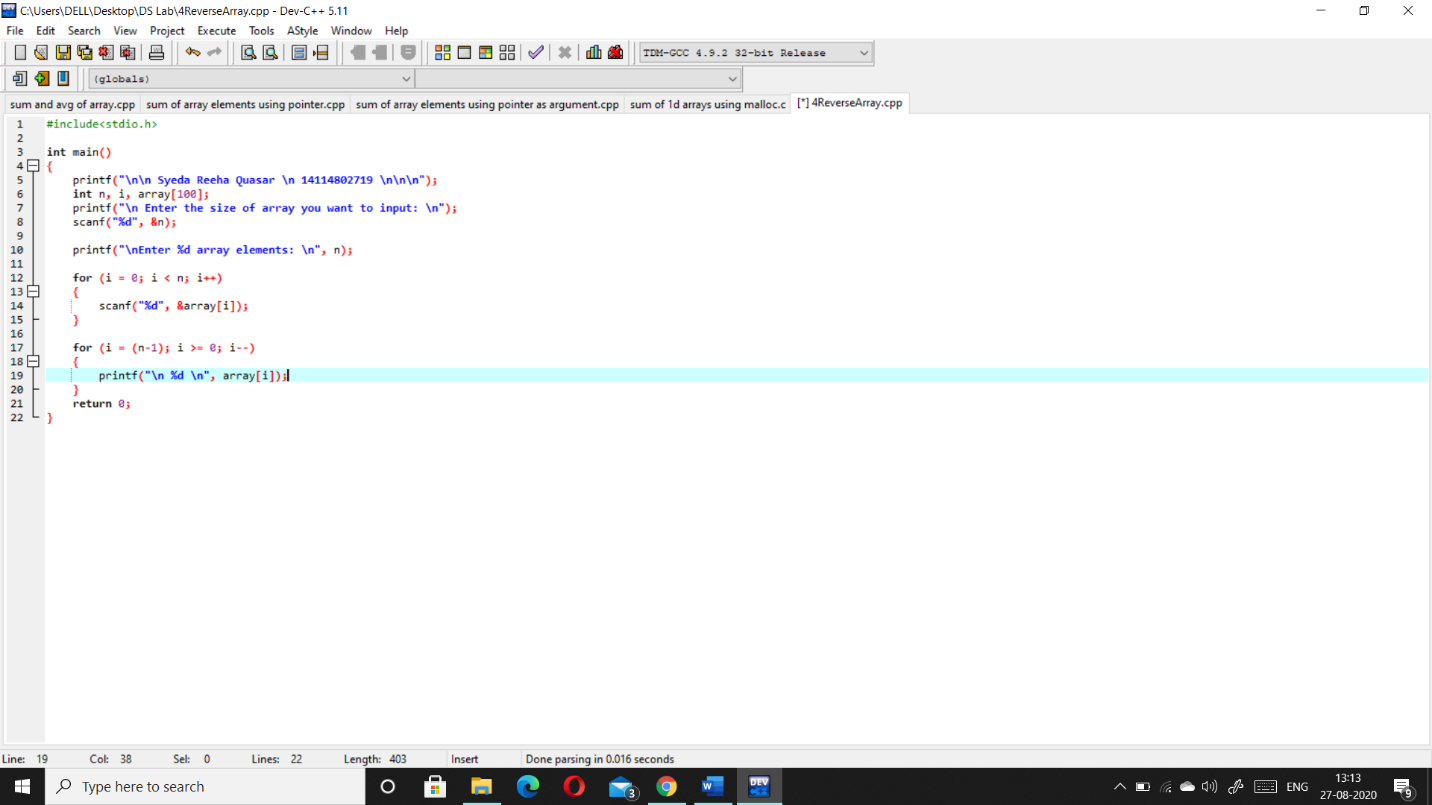 C:\Users\DELL\Desktop\DS Lab\4ReverseArray.cpp - Dev-C++ 5.11
File Edit Search View Project Execute Tools AStyle Window Help
TDM-GCC 4.9.2 32-bit Release
(globals)
sum and avg of array.cpp sum of array elements using pointer.cpp sum of array elements using pointer as argument.cpp sum of 1d arrays using malloc.c [*] 4ReverseArray.cpp
1 #include<stdio.h>
2
3 int main()
4 {
5 printf("\n\n Syeda Reeha Quasar \n 14114802719 \n\n\n");
6 int n, i, array[100];
7 printf("\n Enter the size of array you want to input: \n");
8 scanf("%d", &n);
9
10 printf("\nEnter %d array elements: \n", n);
11
12 for (i = 0; i < n; i++)
13 {
14 scanf("%d", &array[i]);
15 }
16
17 for (i = (n-1); i >= 0; i--)
18 {
19 printf("\n %d \n", array[i]);
20 }
21 return 0;
22 }
Line: 19 Col: 38 Sel: 0 Lines: 22 Length: 403 Insert Done parsing in 0.016 seconds
Type here to search
3
W
DEV
ENG
13:13
27-08-2020
9